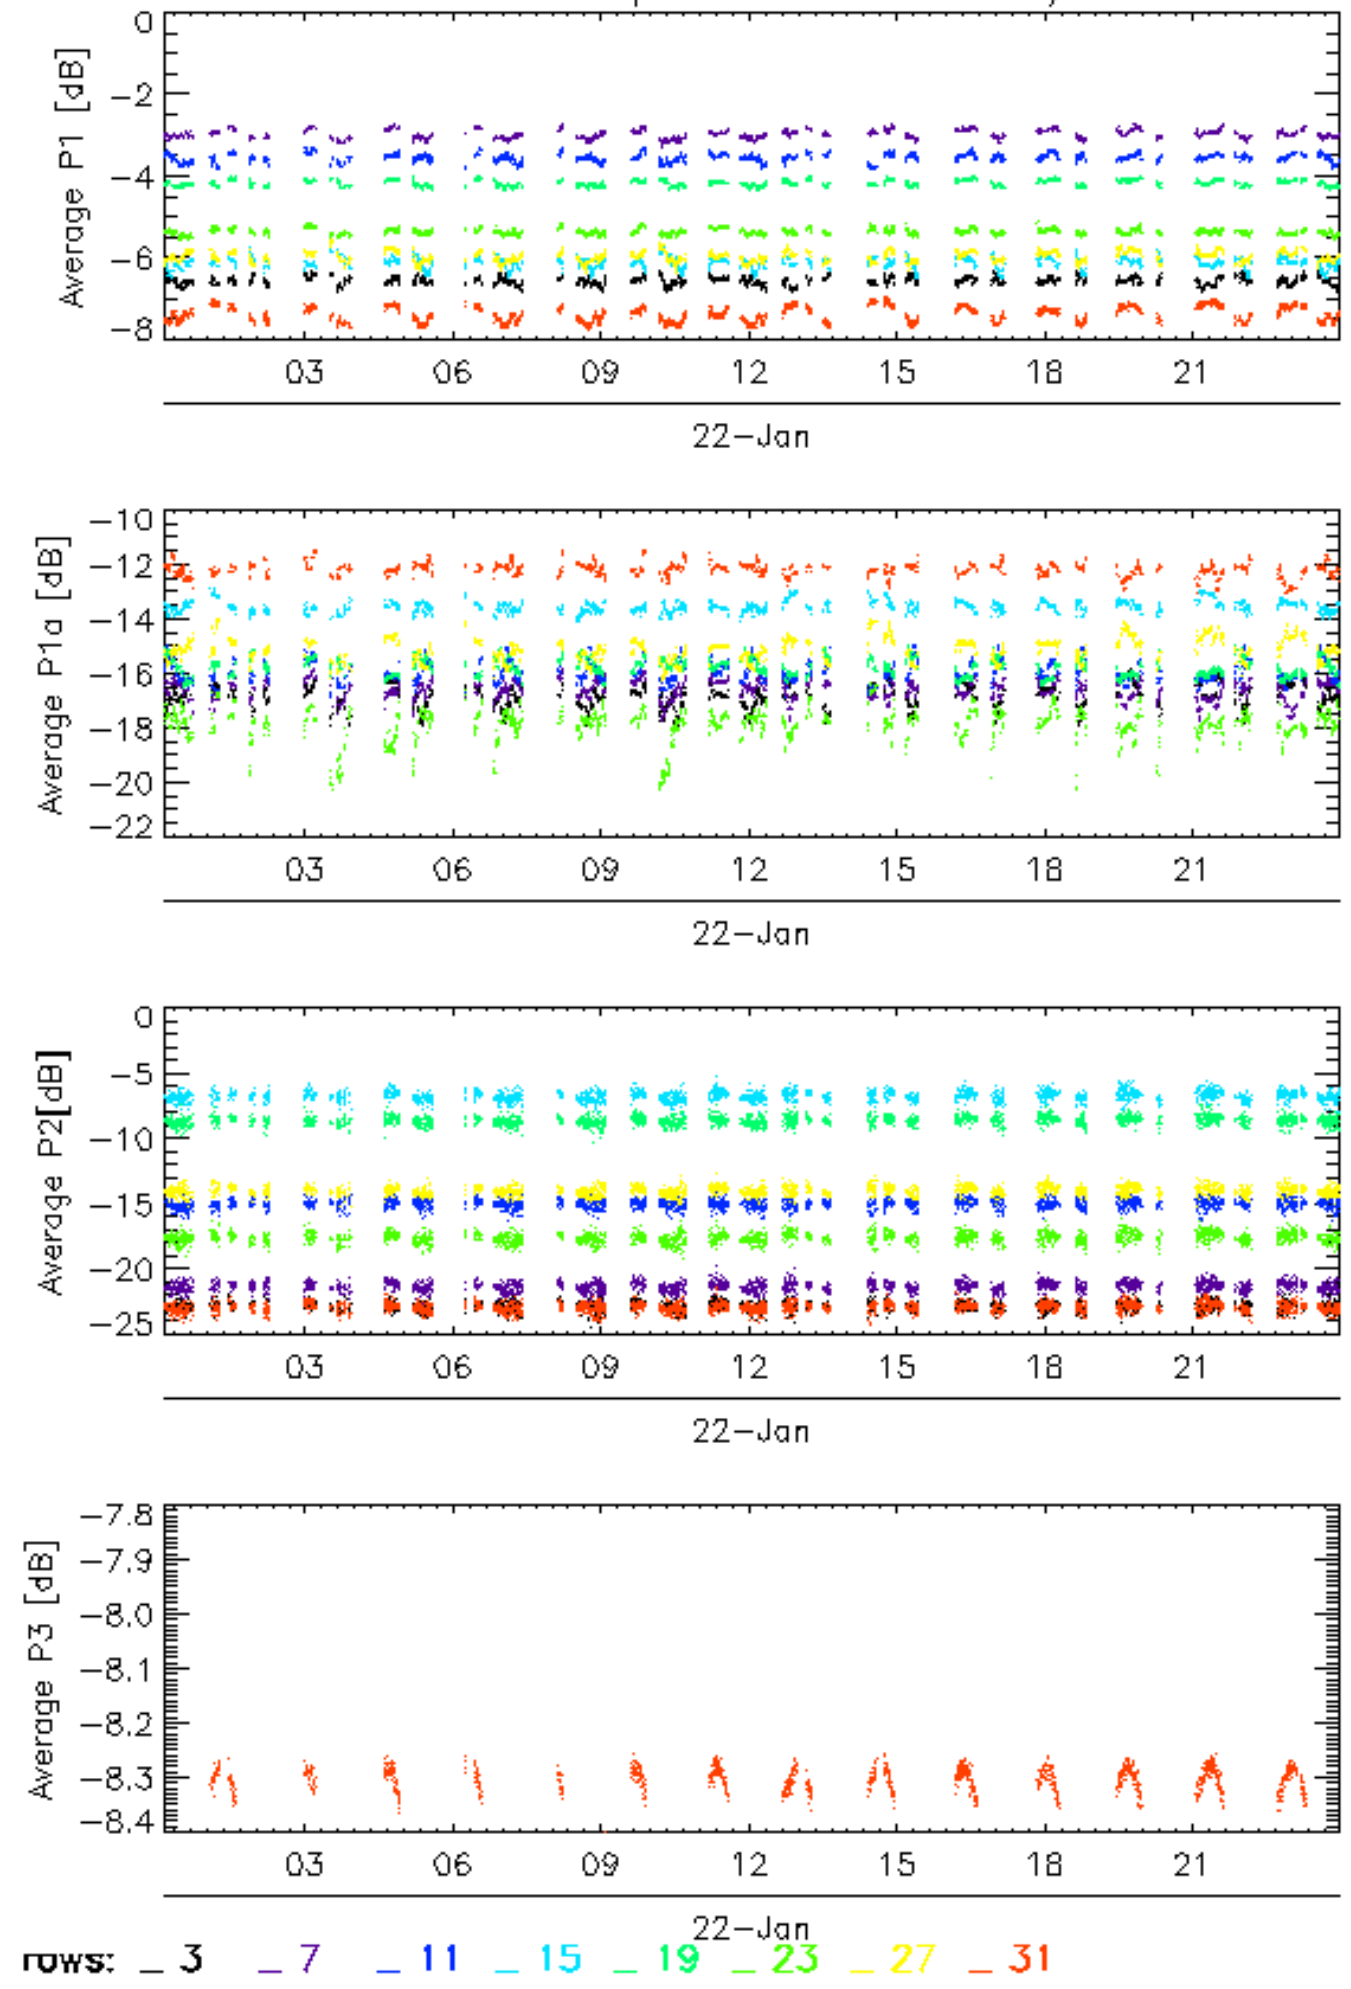 0
−2
−4
−6
−8
Average P1 [dB]
03 06 09 12 15 18 21
22−Jan
−10
−12
−14
−16
−18
−20
−22
Average P1a [dB]
03 06 09 12 15 18 21
22−Jan
0
−5
−10
−15
−20
−25
Average P2[dB]
03 06 09 12 15 18 21
22−Jan
−7.8
−7.9
−8.0
−8.1
−8.2
−8.3
−8.4
Average P3 [dB]
03 06 09 12 15 18 21
22−Jan
rows: _ 3 _ 7 _ 11 _ 15 _ 19 _ 23 _ 27 _ 31